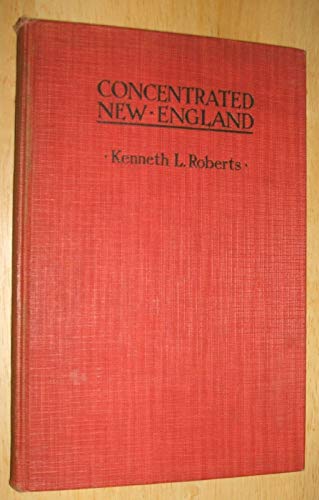 CONCENTRATED
NEW·ENGLAND
·Kenneth L. Roberts·